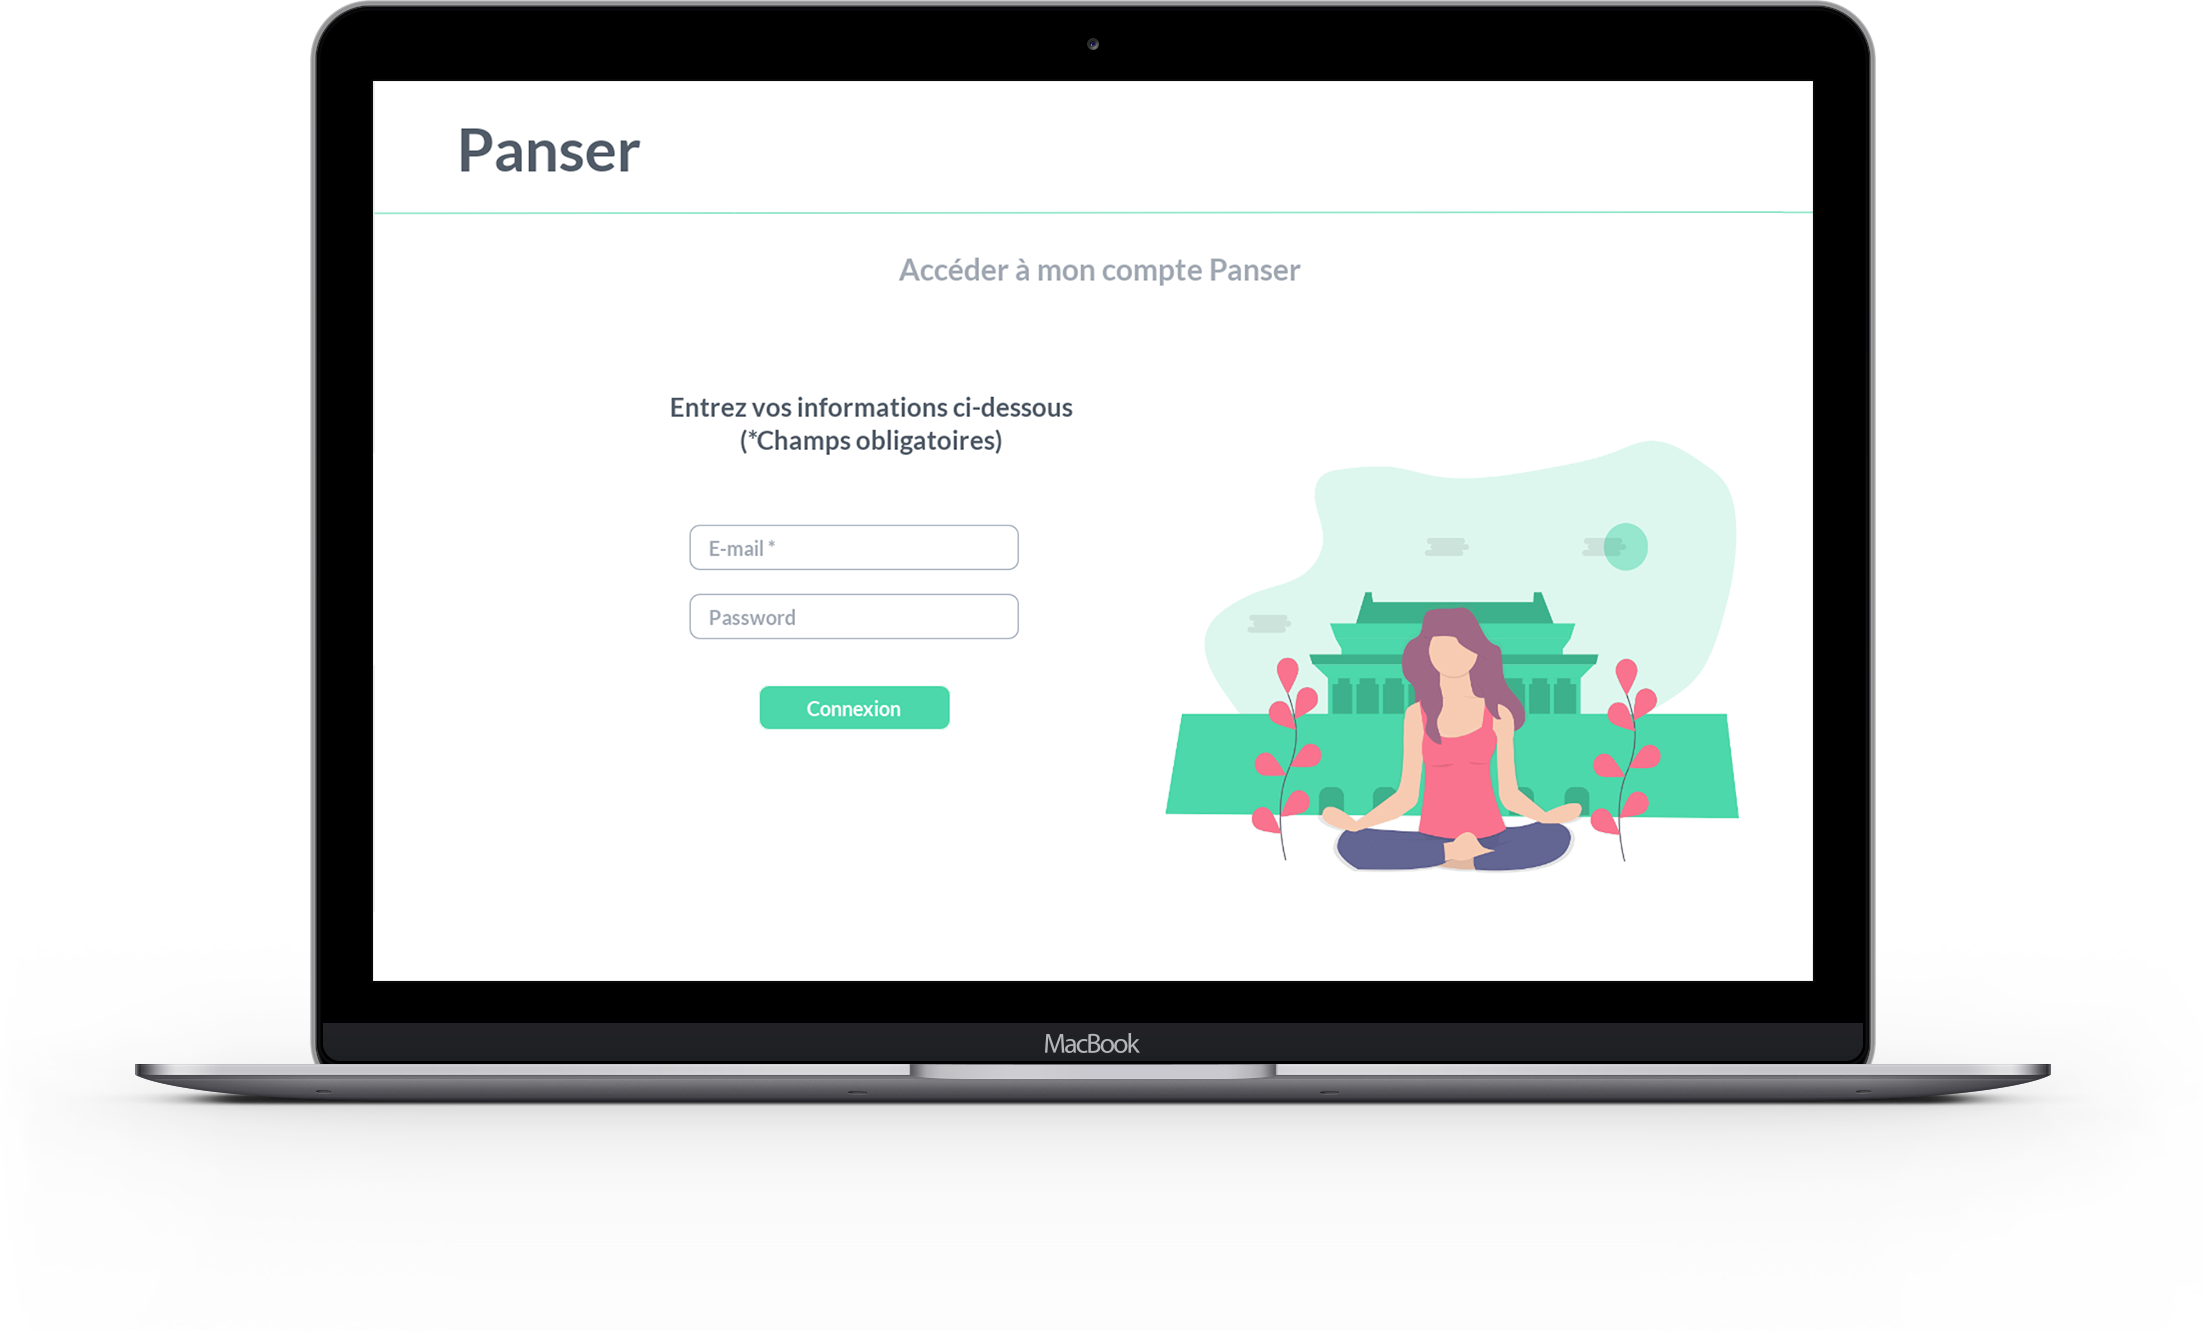 Panser
Accéder à mon compte Panser
Entrez vos informations ci-dessous
(*Champs obligatoires)
E-mail *
Password
Connexion
MacBook